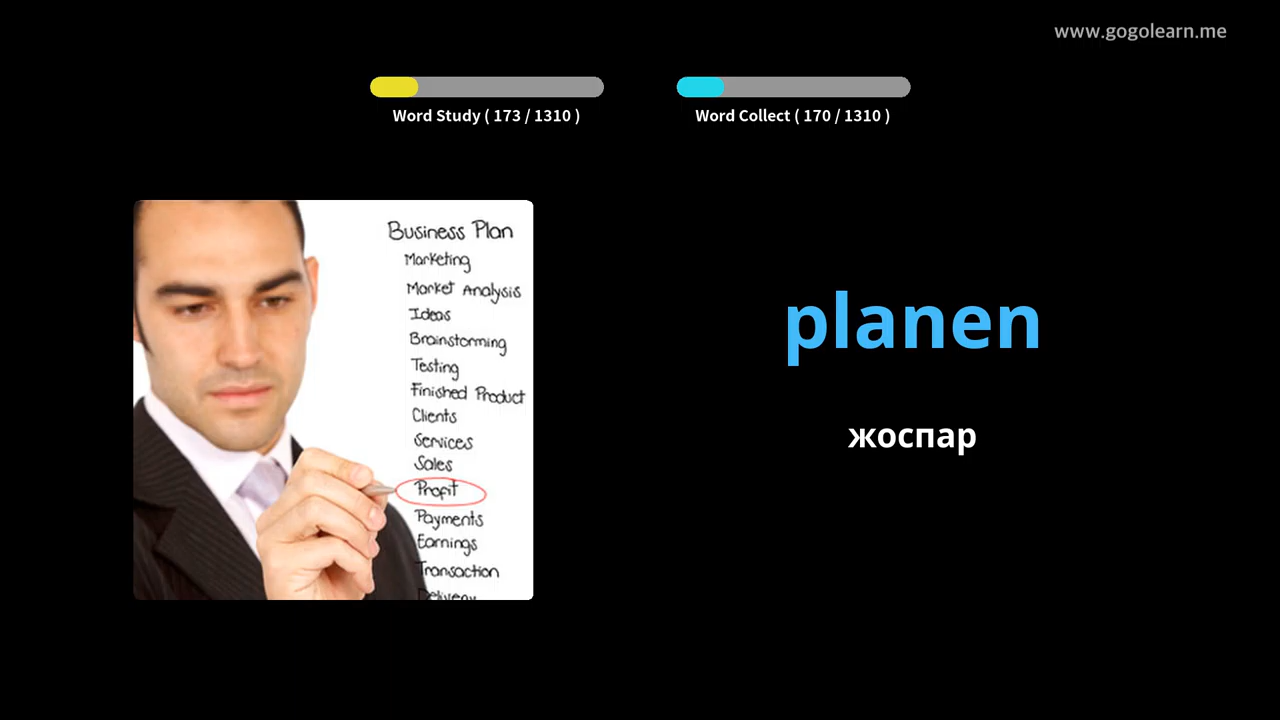 www.gogolearn.me
Word Study ( 173 / 1310 )
Word Collect ( 170 / 1310 )
Business Plan
Marketing
Market Analysis
Ideas
Brainstorming
Testing
Finished Product
Clients
Services
Sales
Profit
Payments
Earnings
Transaction
Delivery
planen
жоспар